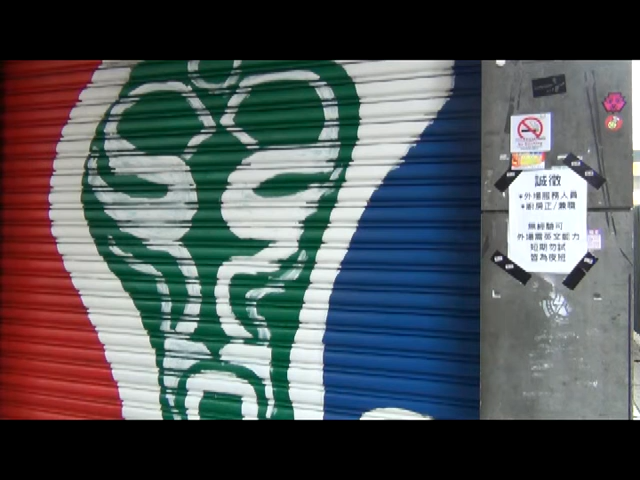 誠徵
*外場服務人員
*廚房正/兼職
無經驗可
外場需英文能力
短期勿試
皆為夜班